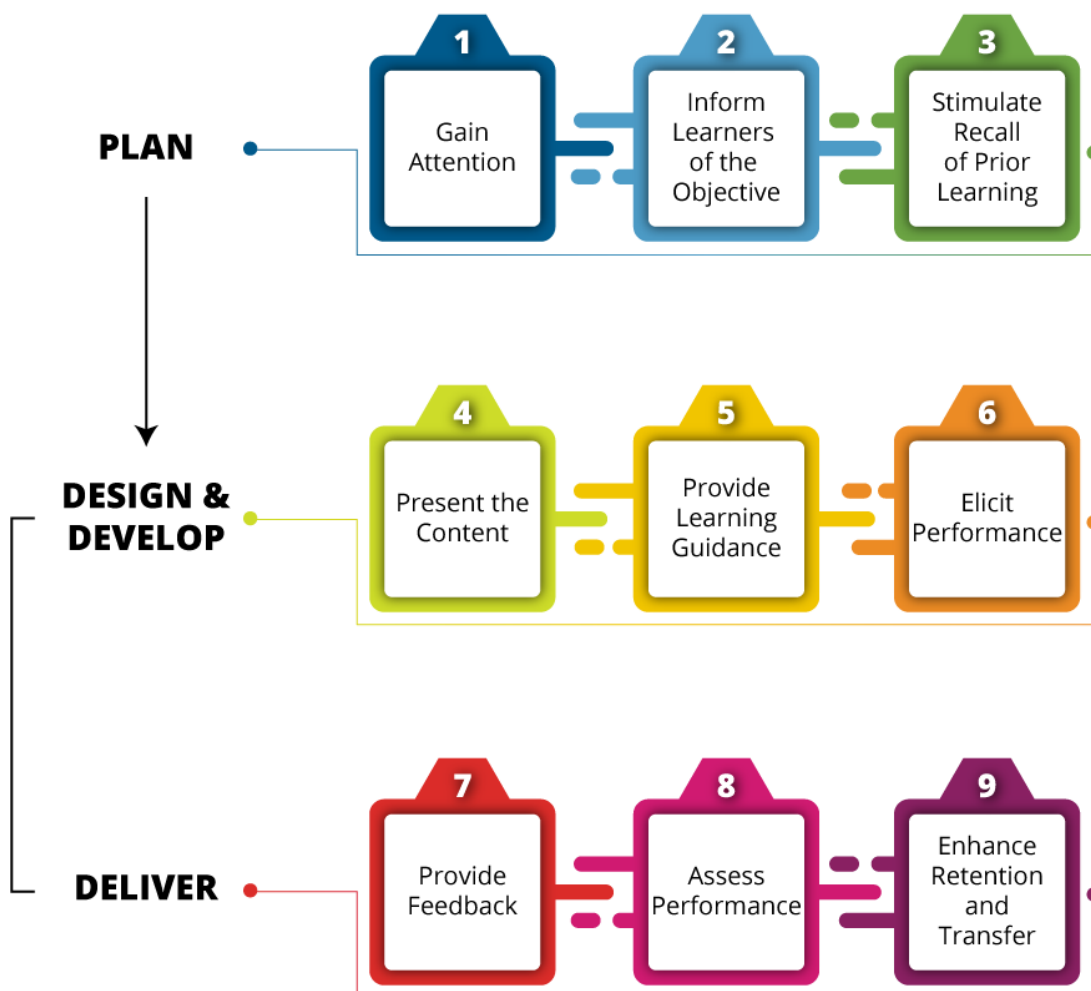 1
2
3
PLAN
Gain
Attention
Inform
Learners
of the
Objective
Stimulate
Recall
of Prior
Learning
4
5
6
DESIGN &
DEVELOP
Present the
Content
Provide
Learning
Guidance
Elicit
Performance
7
8
9
DELIVER
Provide
Feedback
Assess
Performance
Enhance
Retention
and
Transfer